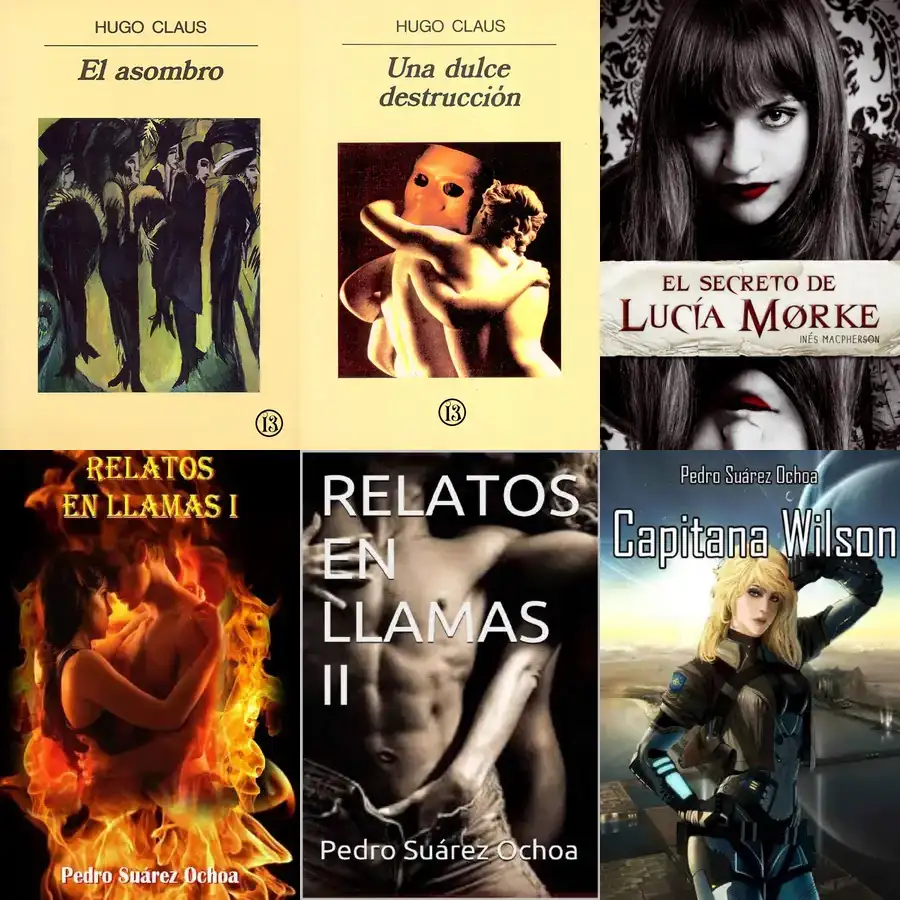 HUGO CLAUS
El asombro
13
HUGO CLAUS
Una dulce
destrucción
13
EL SECRETO DE
LUCÍA MØRKE
INÉS MACPHERSON
RELATOS
EN LLAMAS I
Pedro Suárez Ochoa
RELATOS
EN
LLAMAS
II
Pedro Suárez Ochoa
Pedro Suárez Ochoa
Capitana Wilson